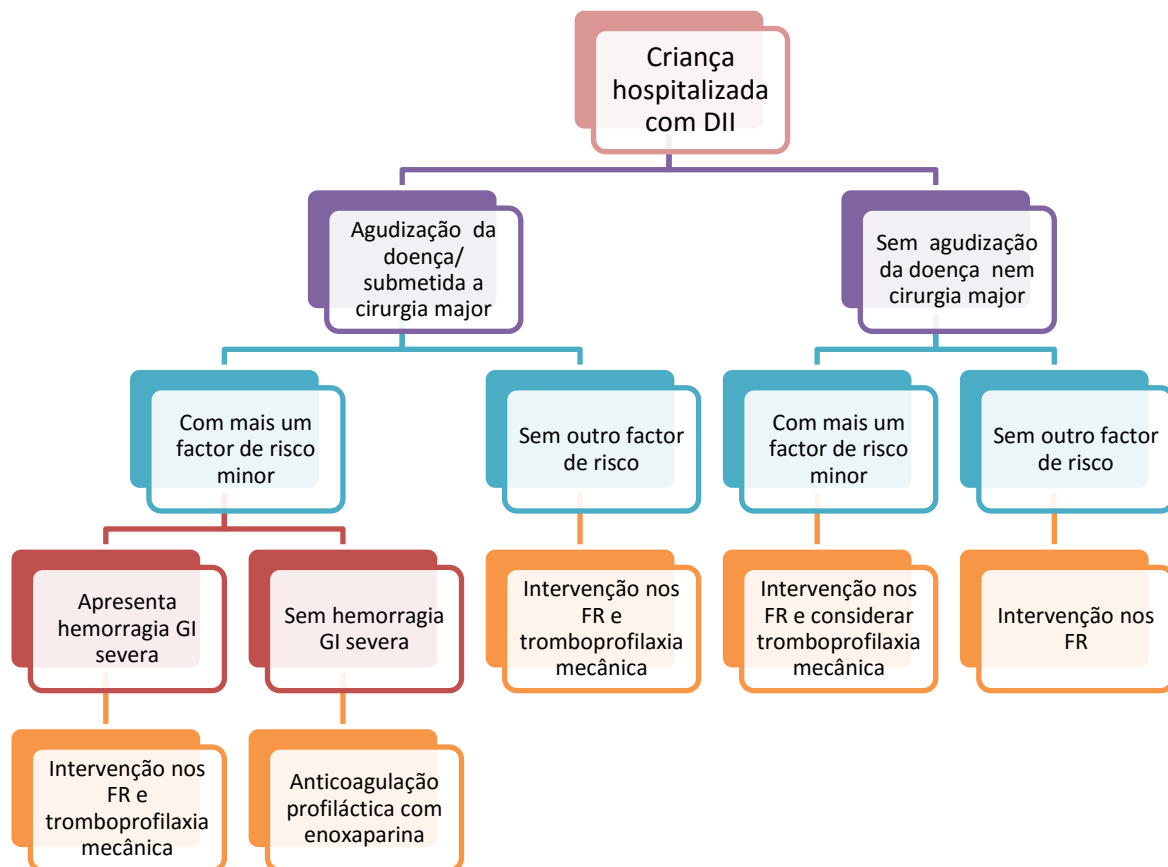 Criança
hospitalizada
com DII
Agudização da
doença/
submetida a
cirurgia major
Sem agudização
da doença nem
cirurgia major
Com mais um
factor de risco
minor
Sem outro factor
de risco
Com mais um
factor de risco
minor
Sem outro factor
de risco
Apresenta
hemorragia GI
severa
Sem hemorragia
GI severa
Intervenção nos
FR e
tromboprofilaxia
mecânica
Intervenção nos
FR e considerar
tromboprofilaxia
mecânica
Intervenção nos
FR
Intervenção nos
FR e
tromboprofilaxia
mecânica
Anticoagulação
profiláctica com
enoxaparina